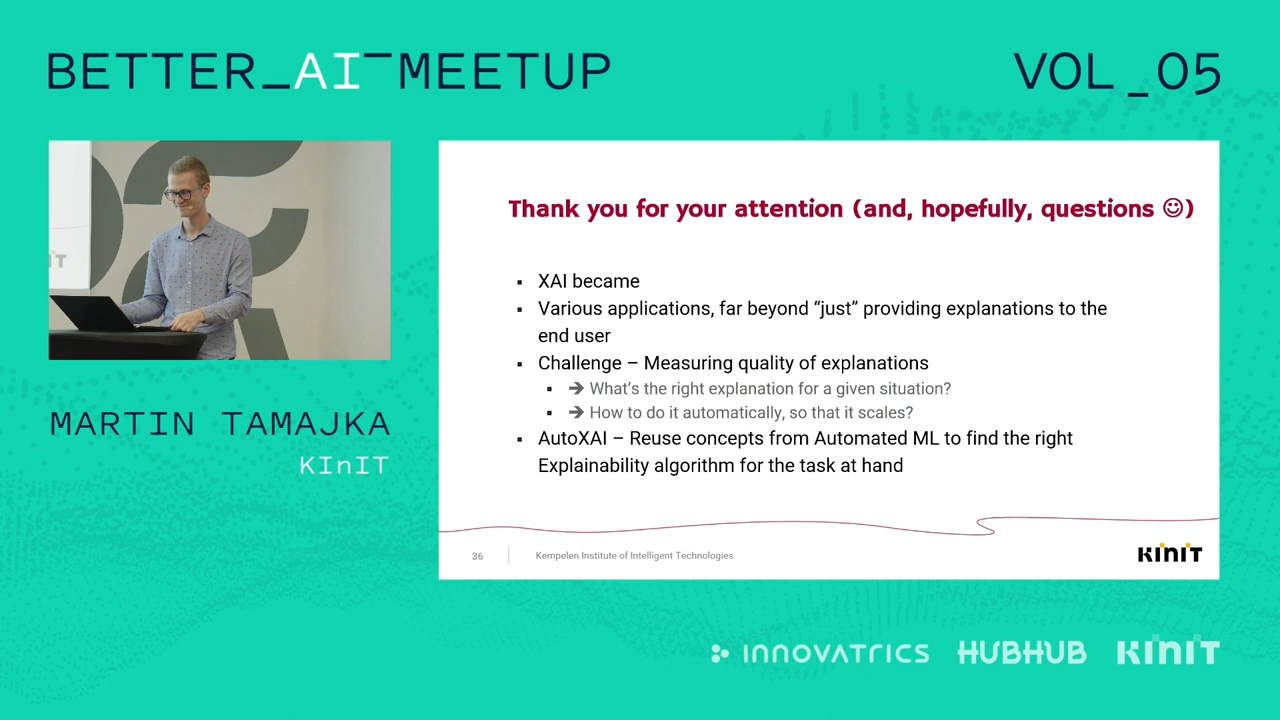 BETTER_AI¯MEETUP
VOL_05
IT
MARTIN TAMAJKA
KInIT
Thank you for your attention (and, hopefully, questions ☺)
▪ XAI became
▪ Various applications, far beyond “just” providing explanations to the
end user
▪ Challenge – Measuring quality of explanations
▪ ➔ What’s the right explanation for a given situation?
▪ ➔ How to do it automatically, so that it scales?
▪ AutoXAI – Reuse concepts from Automated ML to find the right
Explainability algorithm for the task at hand
36
Kempelen Institute of Intelligent Technologies
KINIT
INNOVATRICS HUBHUB KINIT